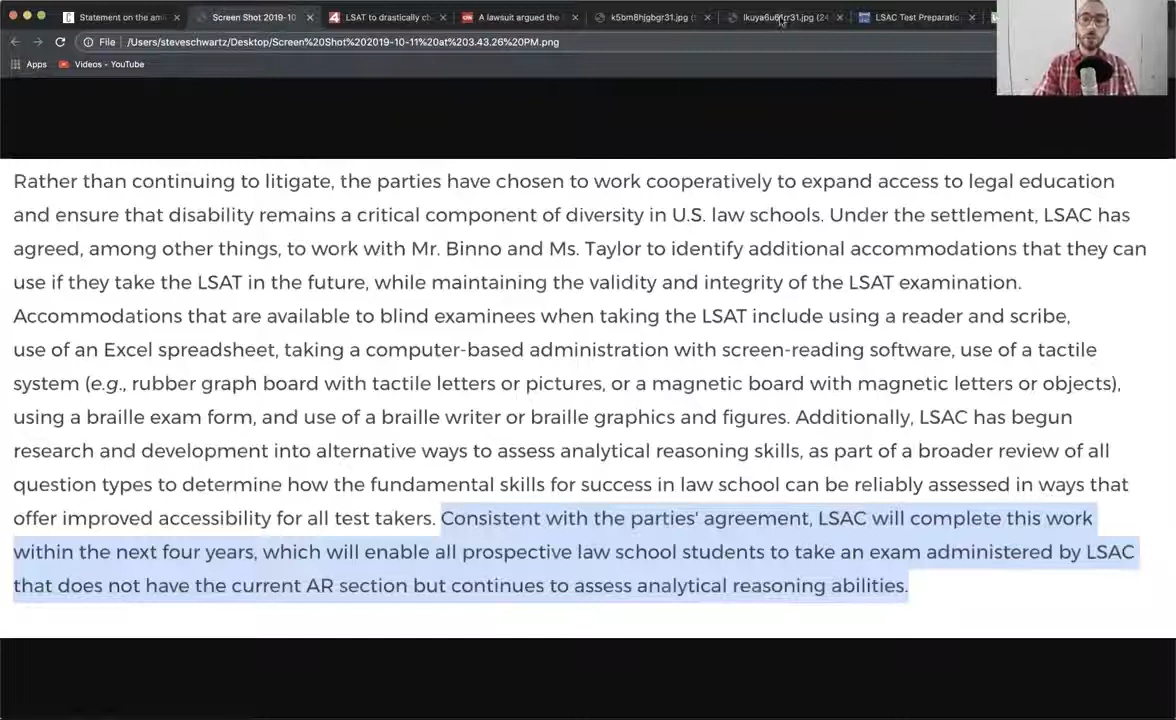 Statement on the am
Screen Shot 2019-10
LSAT to drastically c
A lawsuit argued the
k5bm8hjgbgr31.jpg (
lkuya6u6frr31.jpg (24
LSAC Test Preparatic
File
/Users/steveschwartz/Desktop/Screen%20Shot%202019-10-11%20at%203.43.26%20PM.png
Apps
Videos - YouTube
Rather than continuing to litigate, the parties have chosen to work cooperatively to expand access to legal education
and ensure that disability remains a critical component of diversity in U.S. law schools. Under the settlement, LSAC has
agreed, among other things, to work with Mr. Binno and Ms. Taylor to identify additional accommodations that they can
use if they take the LSAT in the future, while maintaining the validity and integrity of the LSAT examination.
Accommodations that are available to blind examinees when taking the LSAT include using a reader and scribe,
use of an Excel spreadsheet, taking a computer-based administration with screen-reading software, use of a tactile
system (e.g., rubber graph board with tactile letters or pictures, or a magnetic board with magnetic letters or objects),
using a braille exam form, and use of a braille writer or braille graphics and figures. Additionally, LSAC has begun
research and development into alternative ways to assess analytical reasoning skills, as part of a broader review of all
question types to determine how the fundamental skills for success in law school can be reliably assessed in ways that
offer improved accessibility for all test takers. Consistent with the parties' agreement, LSAC will complete this work
within the next four years, which will enable all prospective law school students to take an exam administered by LSAC
that does not have the current AR section but continues to assess analytical reasoning abilities.